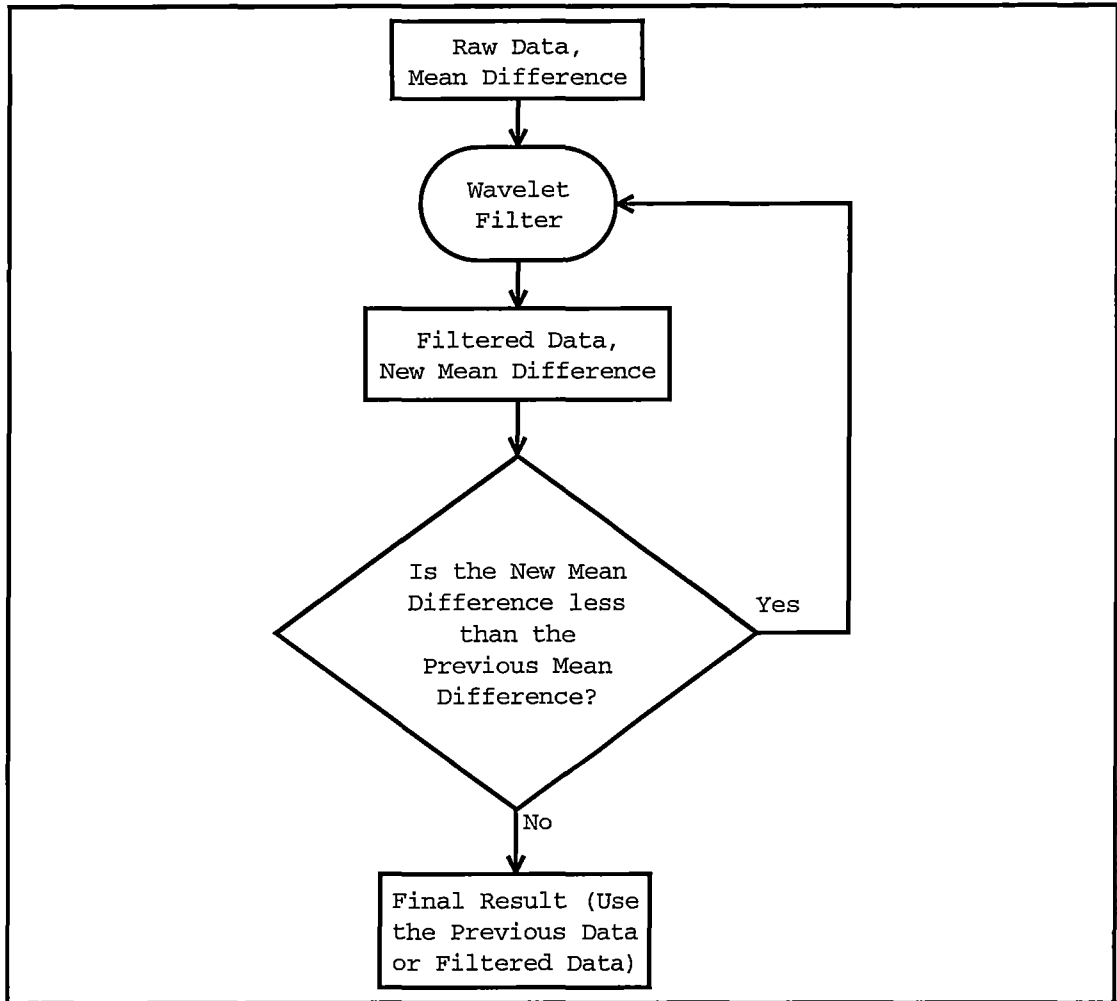 Raw Data,
Mean Difference
Wavelet
Filter
Filtered Data,
New Mean Difference
Is the New Mean
Difference less
than the
Previous Mean
Difference?
Yes
No
Final Result (Use
the Previous Data
or Filtered Data)